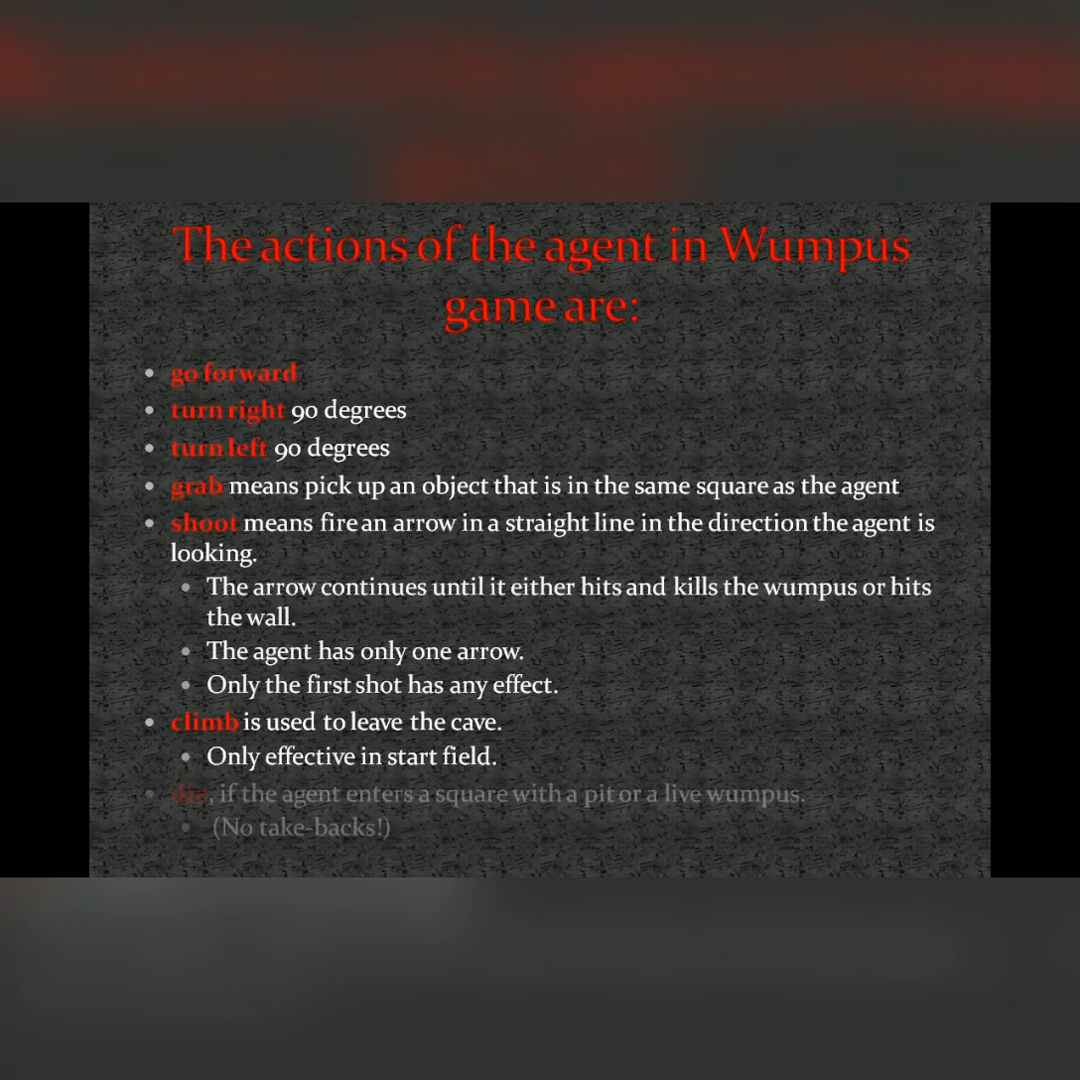 The actions of the agent in Wumpus
game are:
• go forward
• turn right 90 degrees
• turn left 90 degrees
• grab means pick up an object that is in the same square as the agent
• shoot means fire an arrow in a straight line in the direction the agent is
looking.
• The arrow continues until it either hits and kills the wumpus or hits
the wall.
• The agent has only one arrow.
• Only the first shot has any effect.
• climb is used to leave the cave.
• Only effective in start field.
• die, if the agent enters a square with a pit or a live wumpus.
• (No take-backs!)